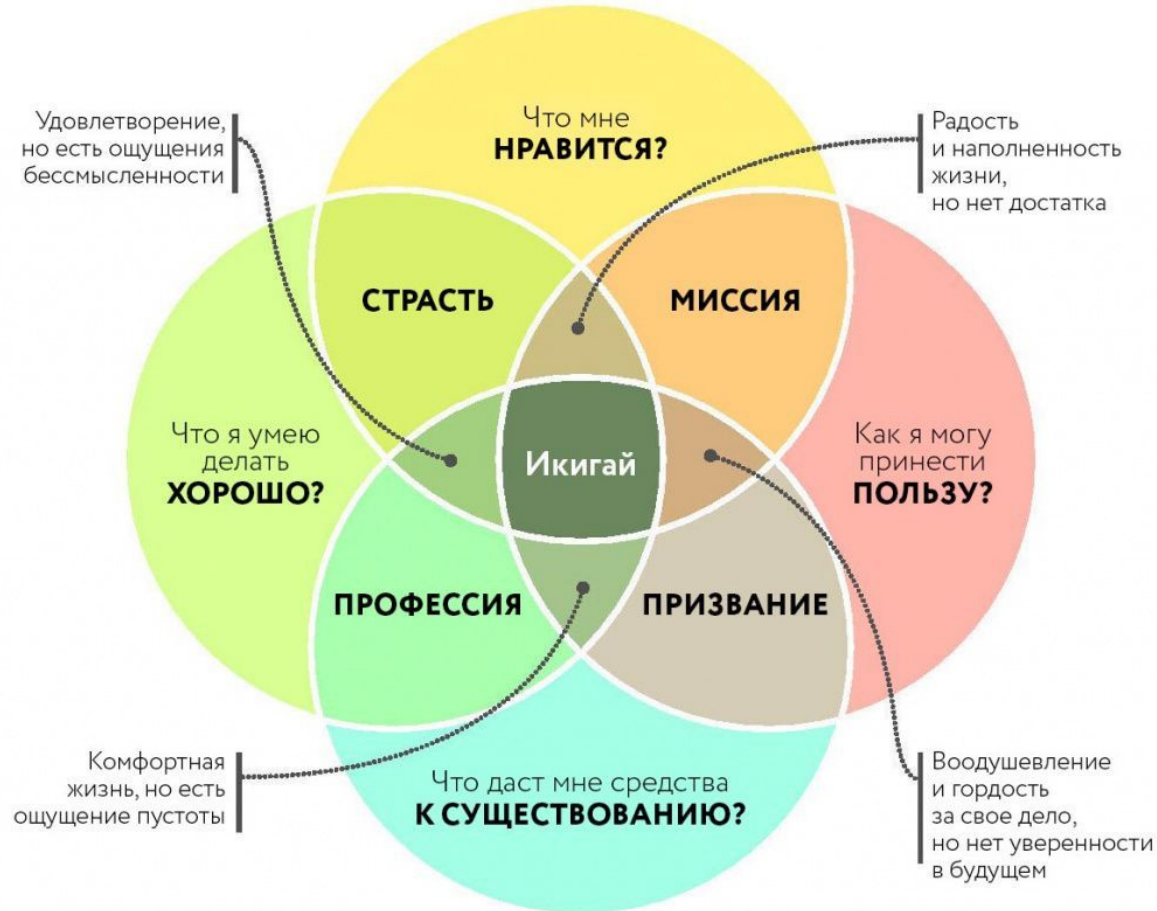 Что мне
НРАВИТСЯ?
Удовлетворение,
но есть ощущения
бессмысленности
Радость
и наполненность
жизни,
но нет достатка
СТРАСТЬ
МИССИЯ
Что я умею
делать
ХОРОШО?
Икигай
Как я могу
принести
ПОЛЬЗУ?
ПРОФЕССИЯ
ПРИЗВАНИЕ
Комфортная
жизнь, но есть
ощущение пустоты
Что даст мне средства
К СУЩЕСТВОВАНИЮ?
Воодушевление
и гордость
за свое дело,
но нет уверенности
в будущем